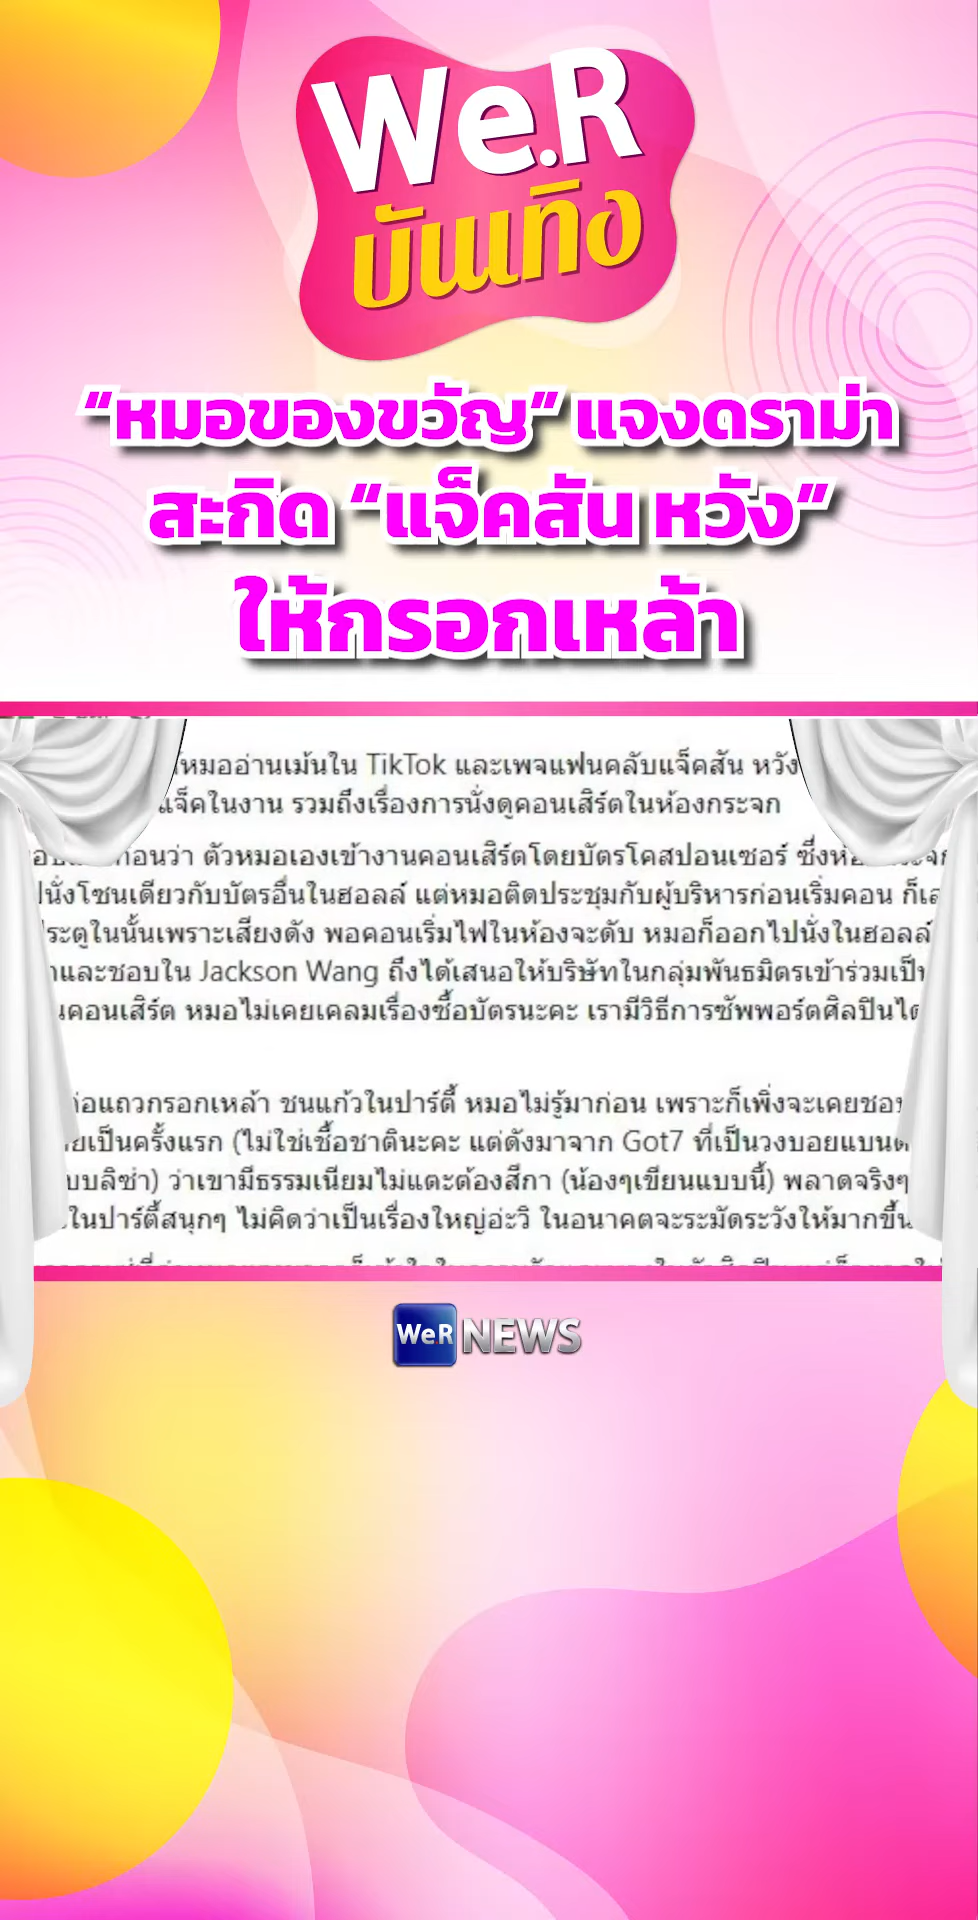 We.R
บันเทิง
“หมอของขวัญ” แจงดราม่า
สะกิด “แจ็คสัน หวัง”
ให้กรอกเหล้า
หมออ่านเม้นใน TikTok และเพจแฟนคลับแจ็คสัน หวัง
แจ็คในงาน รวมถึงเรื่องการนั่งดูคอนเสิร์ตในห้องกระจก
ก่อนว่า ตัวหมอเองเข้างานคอนเสิร์ตโดยบัตรโคสปอนเซอร์
นั่งโซนเดียวกับบัตรอื่นในฮอลล์ แต่หมอติดประชุมกับผู้บริหารก่อนเริ่มคอน
ประตูในนั้นเพราะเสียงดัง พอคอนเริ่มไฟในห้องจะดับ หมอก็ออกไปนั่งในฮอลล์
และชอบใน Jackson Wang ถึงได้เสนอให้บริษัทในกลุ่มพันธมิตรเข้าร่วมเป็น
คอนเสิร์ต หมอไม่เคยเคลมเรื่องซื้อบัตรนะคะ เรามีวิธีการซัพพอร์ตศิลปิน
แถวกรอกเหล้า ชนแก้วในปาร์ตี้ หมอไม่รู้มาก่อน เพราะก็เพิ่งจะเคยชอบ
เป็นครั้งแรก (ไม่ใช่เชื้อชาตินะคะ แต่ดังมาจาก Got7 ที่เป็นวงบอยแบนด
แบบลิซ่า) ว่าเขามีธรรมเนียมไม่แตะต้องสีกา (น้องๆเขียนแบบนี้) พลาดจริงๆ
ในปาร์ตี้สนุกๆ ไม่คิดว่าเป็นเรื่องใหญ่อ่ะวิ ในอนาคตจะระมัดระวังให้มากขึ้น
WeR NEWS